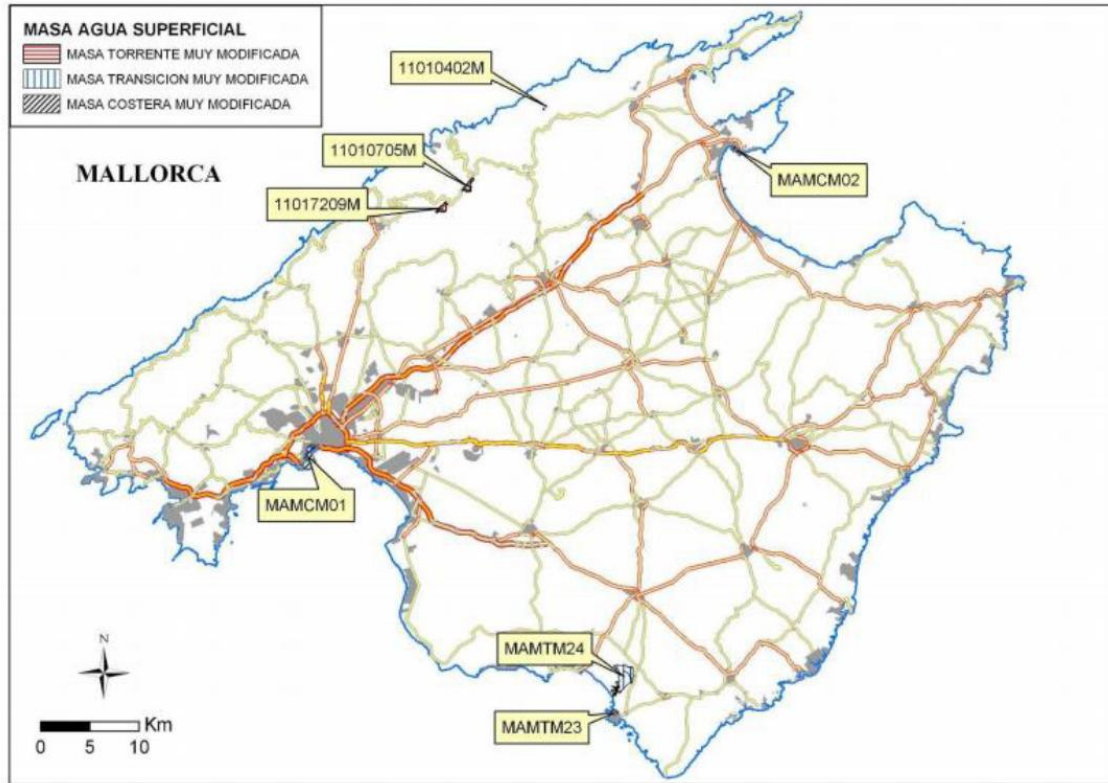 MASA AGUA SUPERFICIAL
MASA TORRENTE MUY MODIFICADA
MASA TRANSICION MUY MODIFICADA
MASA COSTERA MUY MODIFICADA
11010402M
MALLORCA
11010705M
MAMCM02
11017209M
MAMCM01
MAMTM24
N
MAMTM23
Km
0 5 10